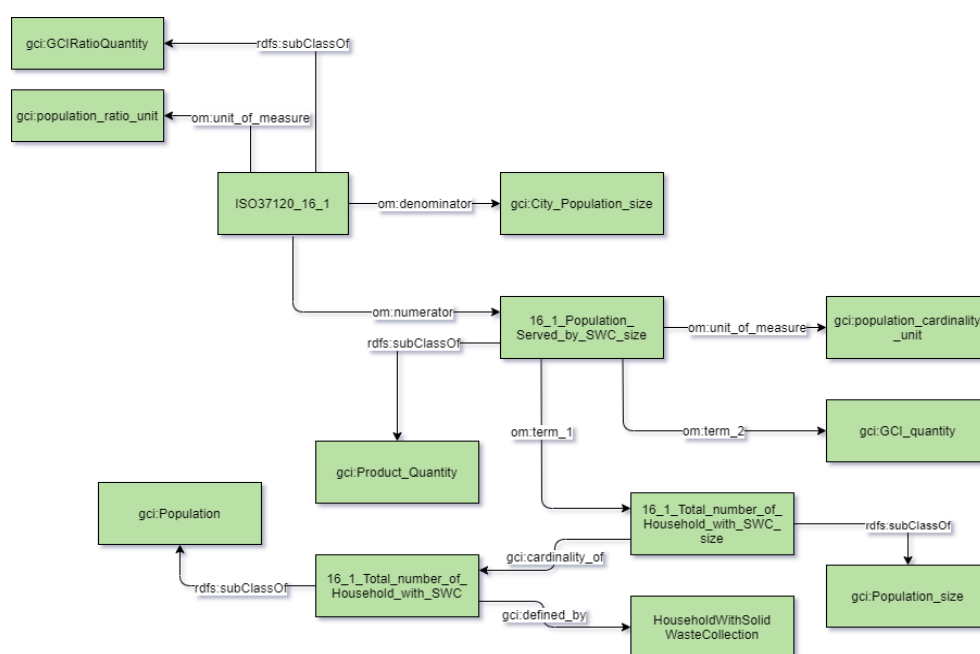 gci:GCIRatioQuantity
rdfs:subClassOf
gci:population_ratio_unit
om:unit_of_measure
ISO37120_16_1
om:denominator
gci:City_Population_size
om:numerator
16_1_Population_
Served_by_SWC_size
om:unit_of_measure
gci:population_cardinality
_unit
rdfs:subClassOf
om:term_1
om:term_2
gci:GCI_quantity
gci:Product_Quantity
gci:Population
16_1_Total_number_of_
Household_with_SWC_
size
rdfs:subClassOf
gci:cardinality_of
rdfs:subClassOf
16_1_Total_number_of_
Household_with_SWC
gci:defined_by
HouseholdWithSolid
WasteCollection
gci:Population_size